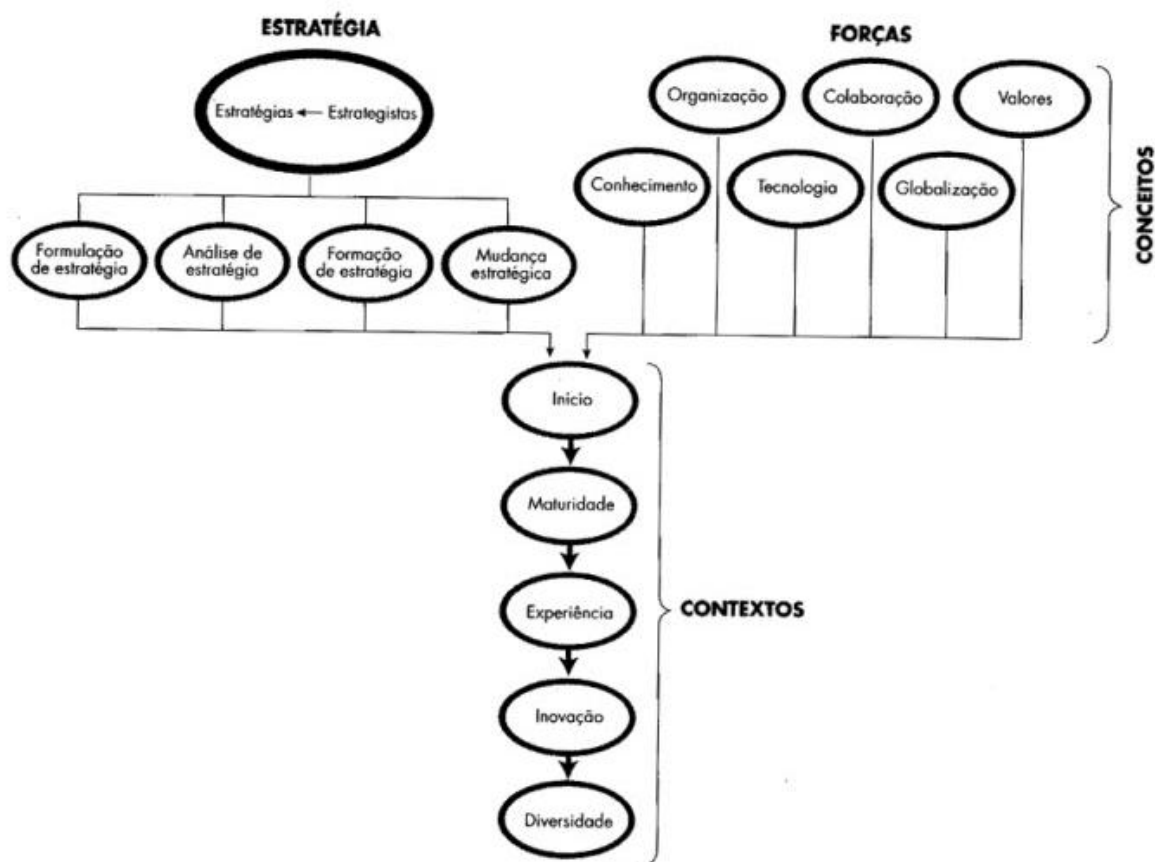 ESTRATÉGIA
Estratégias
Estrategistas
Formulação
de estratégia
Análise de
estratégia
Formação
de estratégia
Mudança
estratégica
FORÇAS
Organização
Colaboração
Valores
Conhecimento
Tecnologia
Globalização
CONCEITOS
Início
Maturidade
Experiência
Inovação
Diversidade
CONTEXTOS